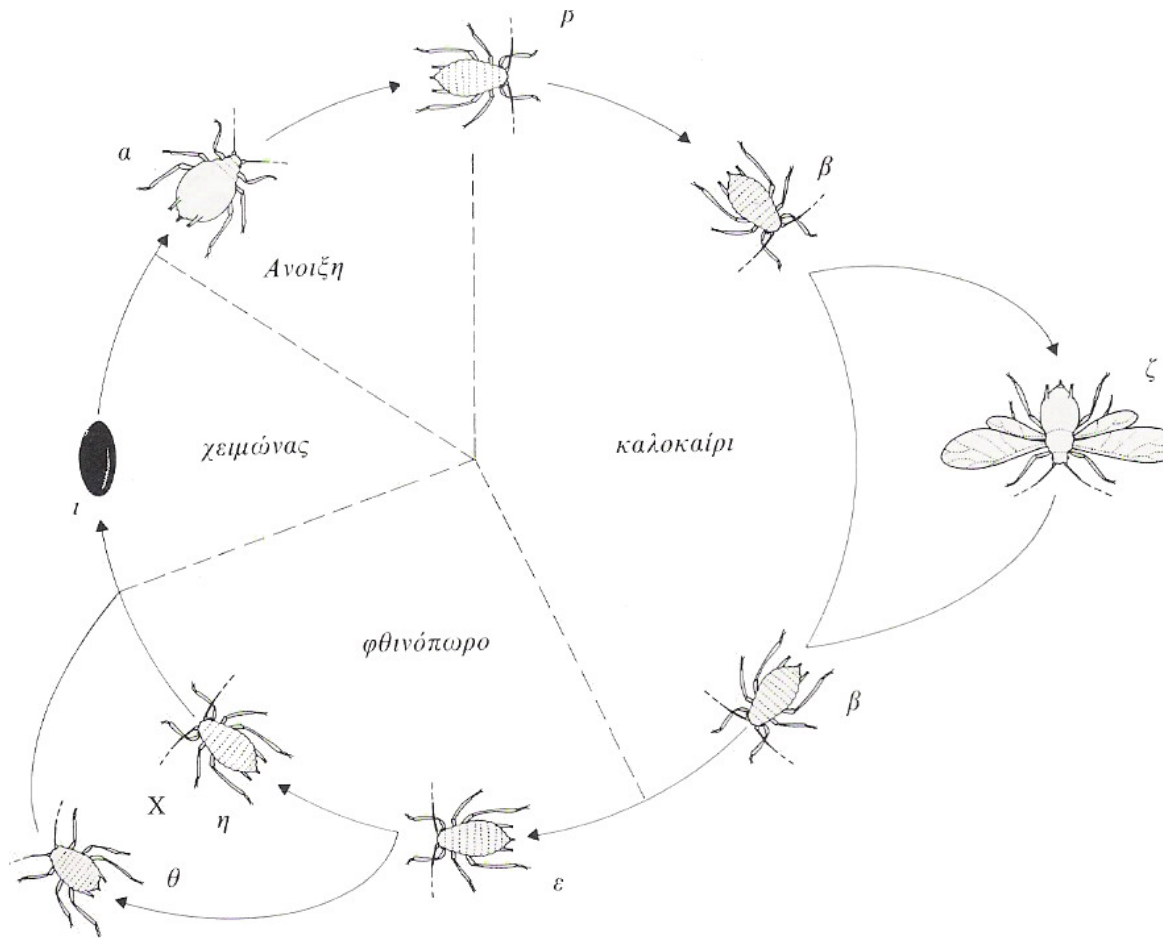 β
α
β
Ανοιξη
ζ
χειμώνας
καλοκαίρι
ι
φθινόπωρο
β
Χ
η
θ
ε